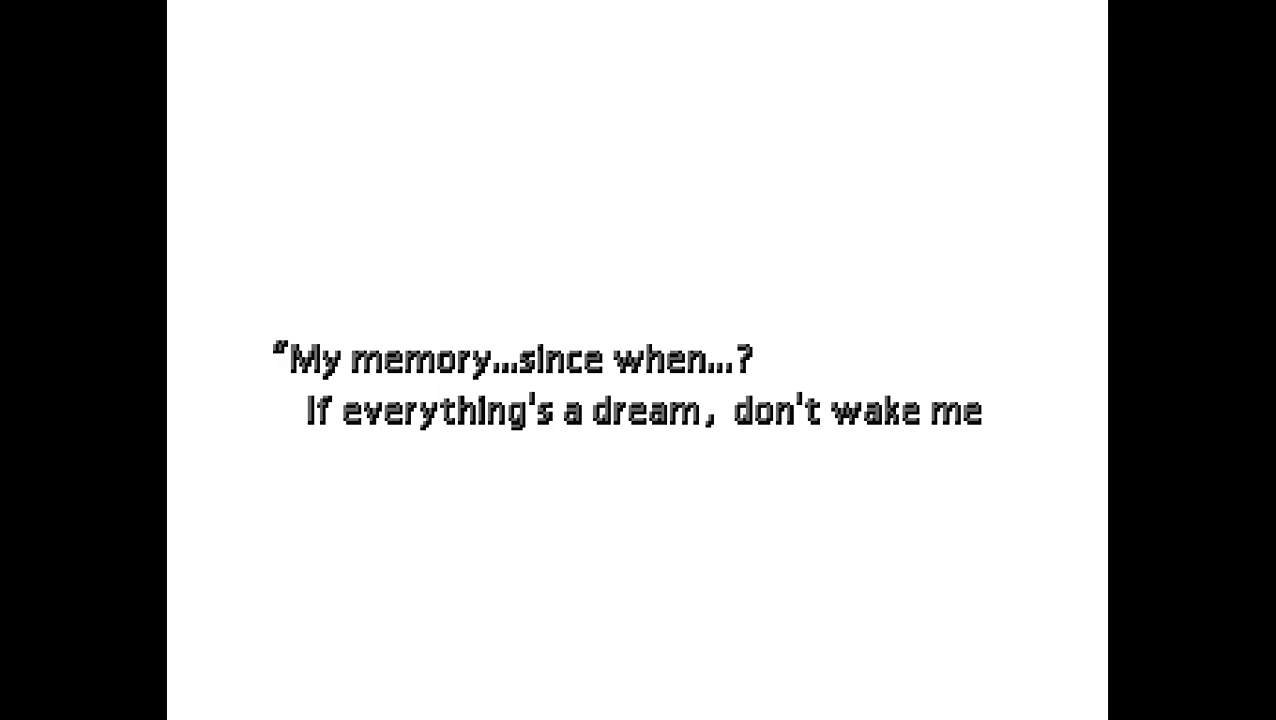 “My memory...since when...?
If everything's a dream, don't wake me